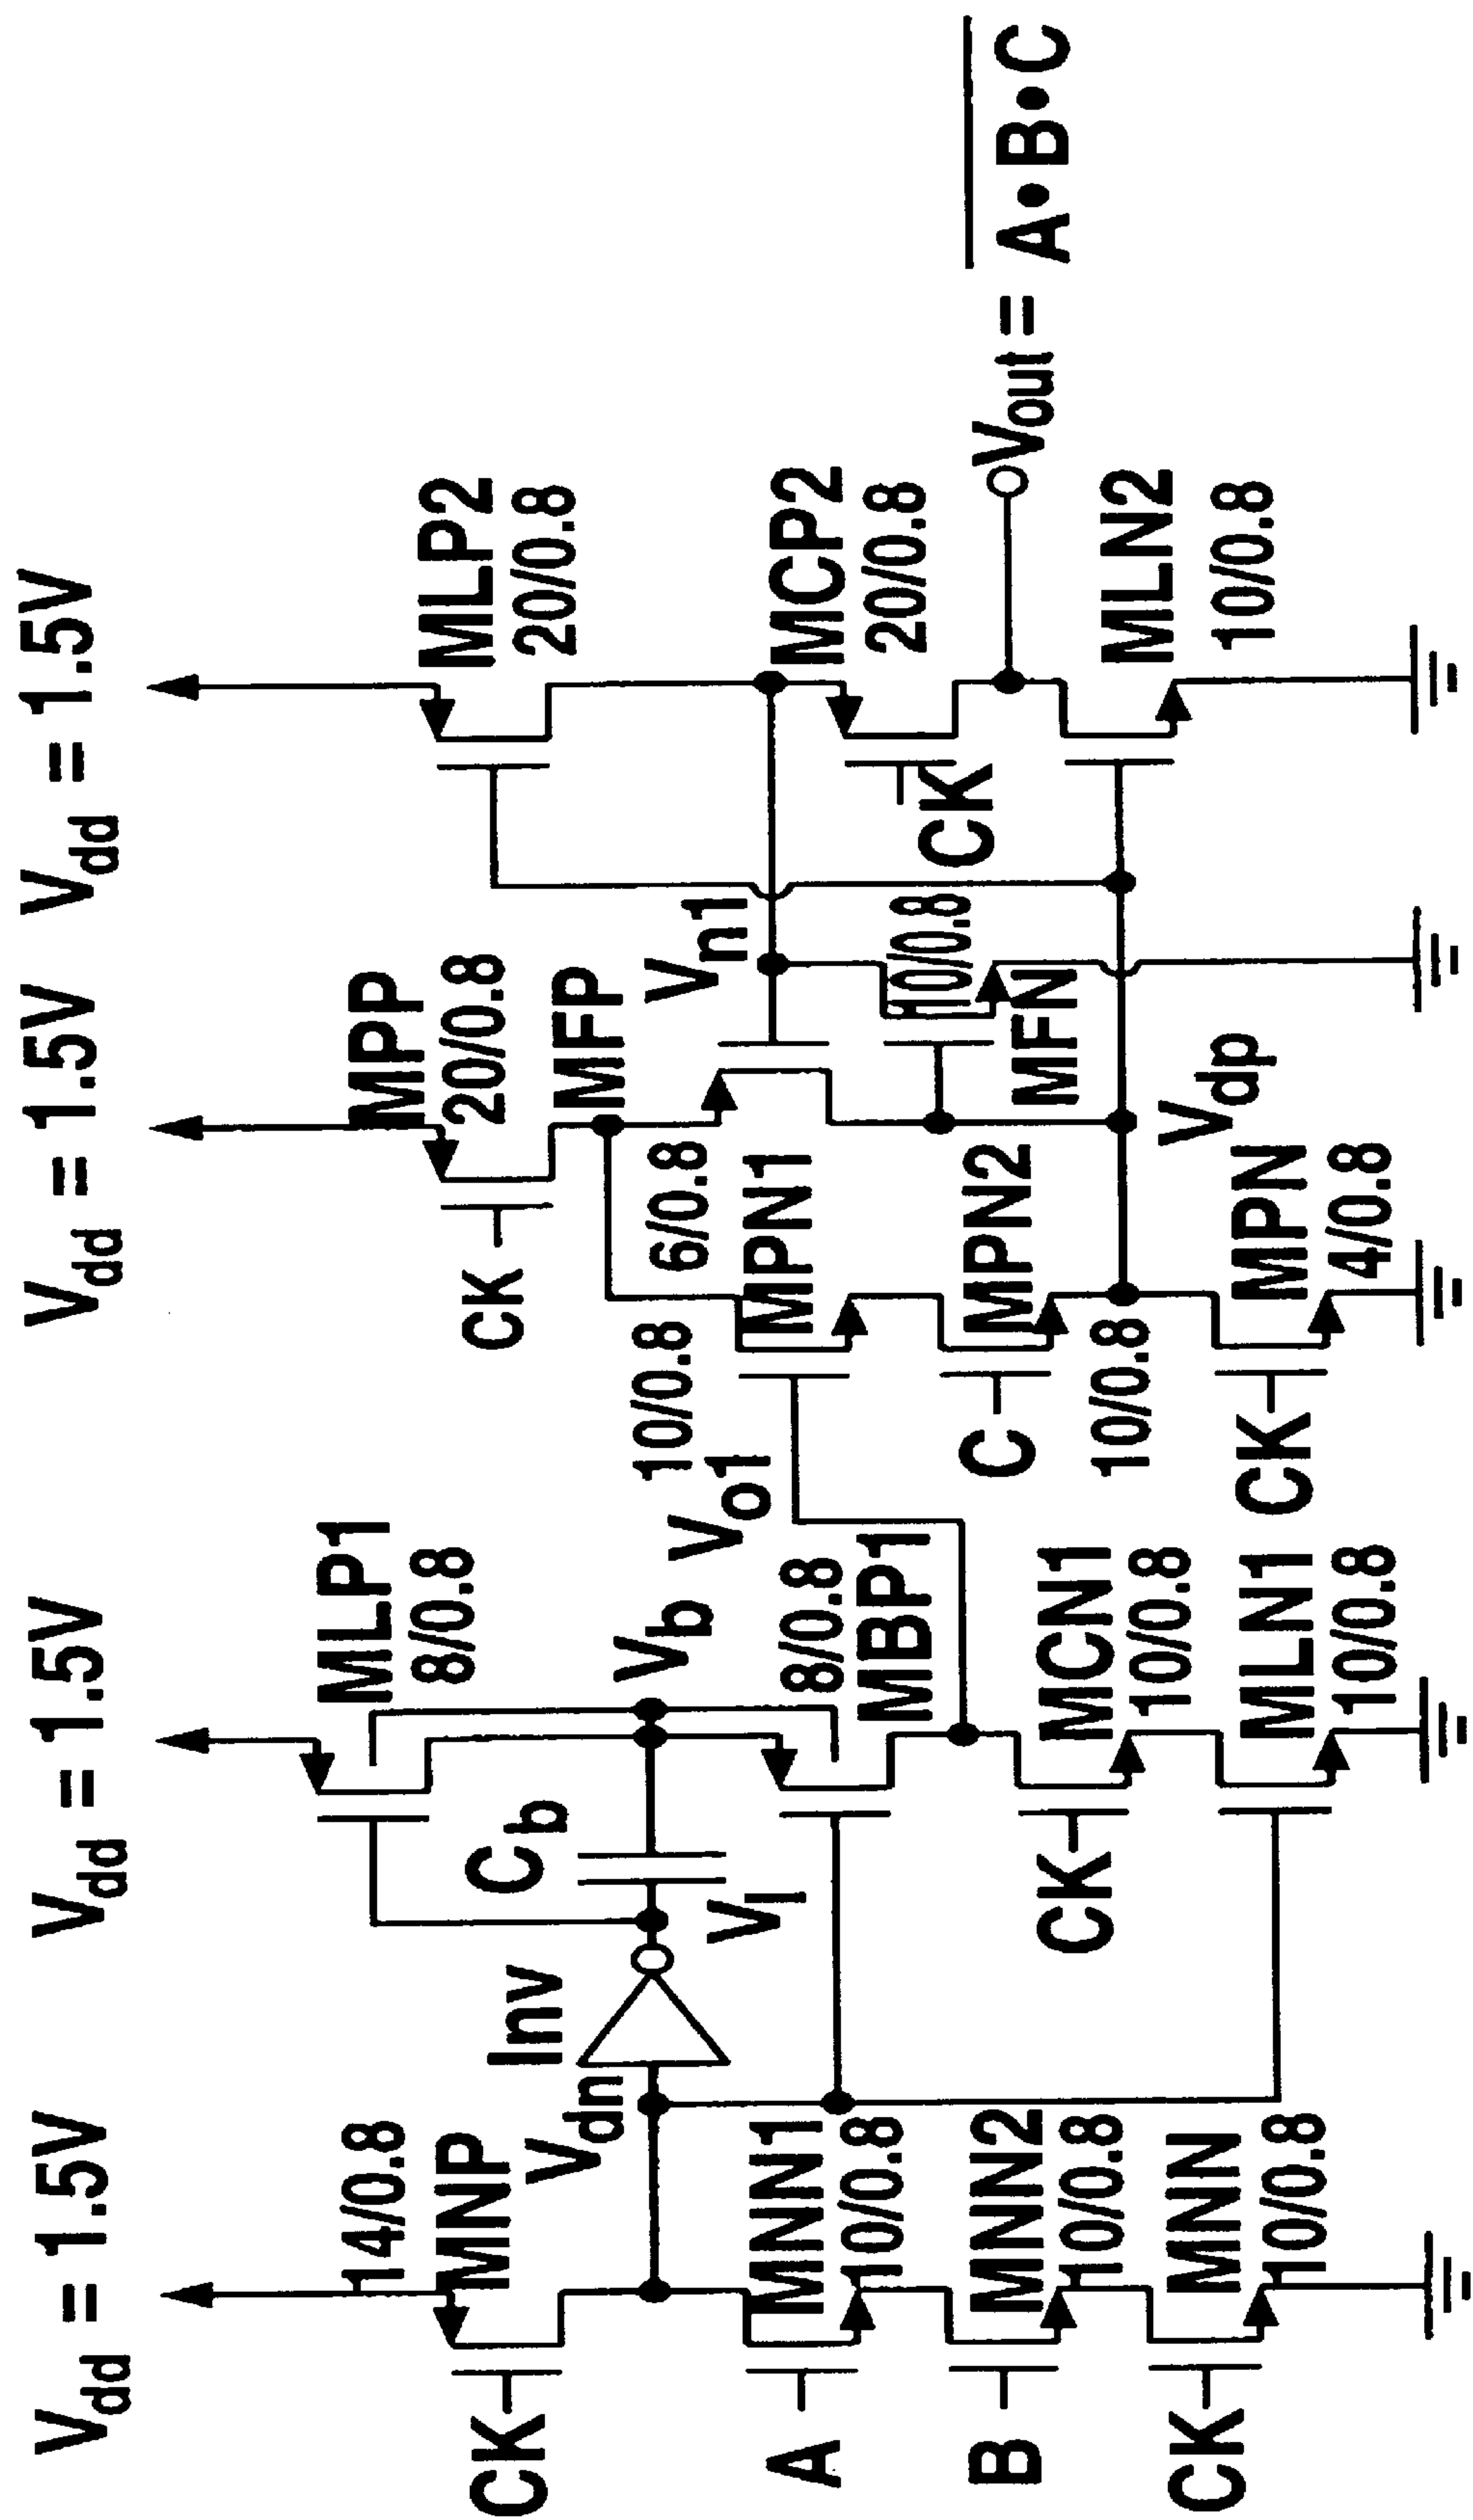 Vdd = 1.5V
Vdd = 1.5V
Vdd = 1.5V
Vdd = 1.5V
CK
14/0.8
MNP
Vdn
A
MNN1
10/0.8
B
MNN2
10/0.8
CK
MNN
10/0.8
Inv
VI
Cb
MLP1
8/0.8
Vb
8/0.8
MBP1
Vo1
CK
MCN1
10/0.8
MLN1
10/0.8
CK
MPP
20/0.8
MFP
6/0.8
10/0.8
MPN1
C
MPN2
10/0.8
CK
MPN
4/0.8
Vdp
Vn1
10/0.8
MFN
MLP2
20/0.8
CK
MCP2
20/0.8
MLN2
10/0.8
Vout = A•B•C